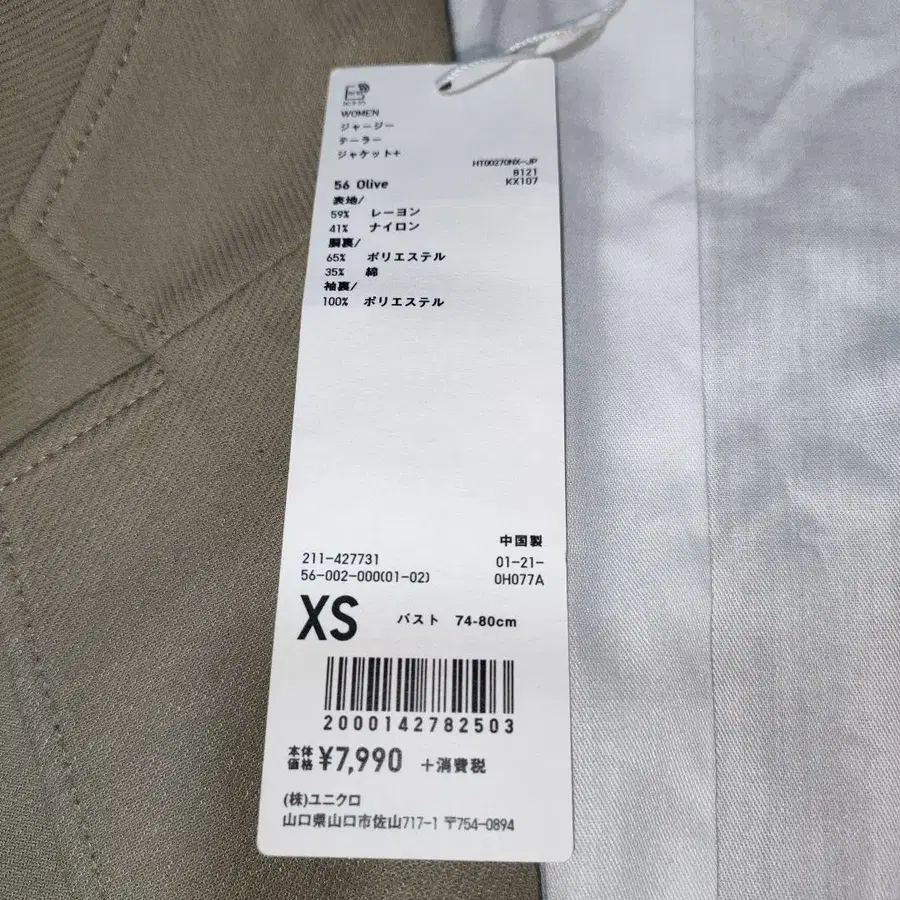 WOMEN
ジャージー
テーラー
ジャケット+
HT00270NX-JP
8121
KX107
56 Olive
表地/
59% レーヨン
41% ナイロン
胴裏/
65% ポリエステル
35% 綿
袖裏/
100% ポリエステル
中国製
211-427731
01-21-
56-002-000(01-02)
0H077A
XS バスト 74-80cm
2000142782503
本体価格 ¥7,990 +消費税
(株)ユニクロ
山口県山口市佐山717-1 〒754-0894